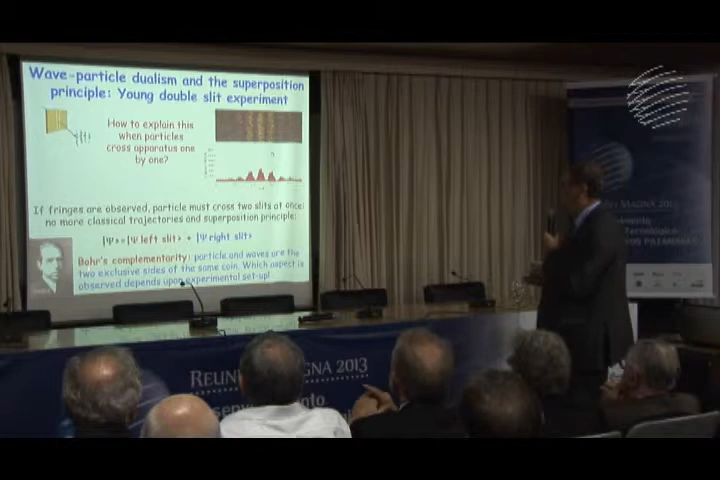 Wave-particle dualism and the superposition
principle: Young double slit experiment
How to explain this
when particles
cross apparatus one
by one?
If fringes are observed, particle must cross two slits at once:
no more classical trajectories and superposition principle:
|Ψ>=|Ψ left slit> + |Ψ right slit>
Bohr's complementarity: particle and waves are the
two exclusive sides of the same coin. Which aspect is
observed depends upon experimental set-up!
MAGNA 2013
REUNI GNA 2013